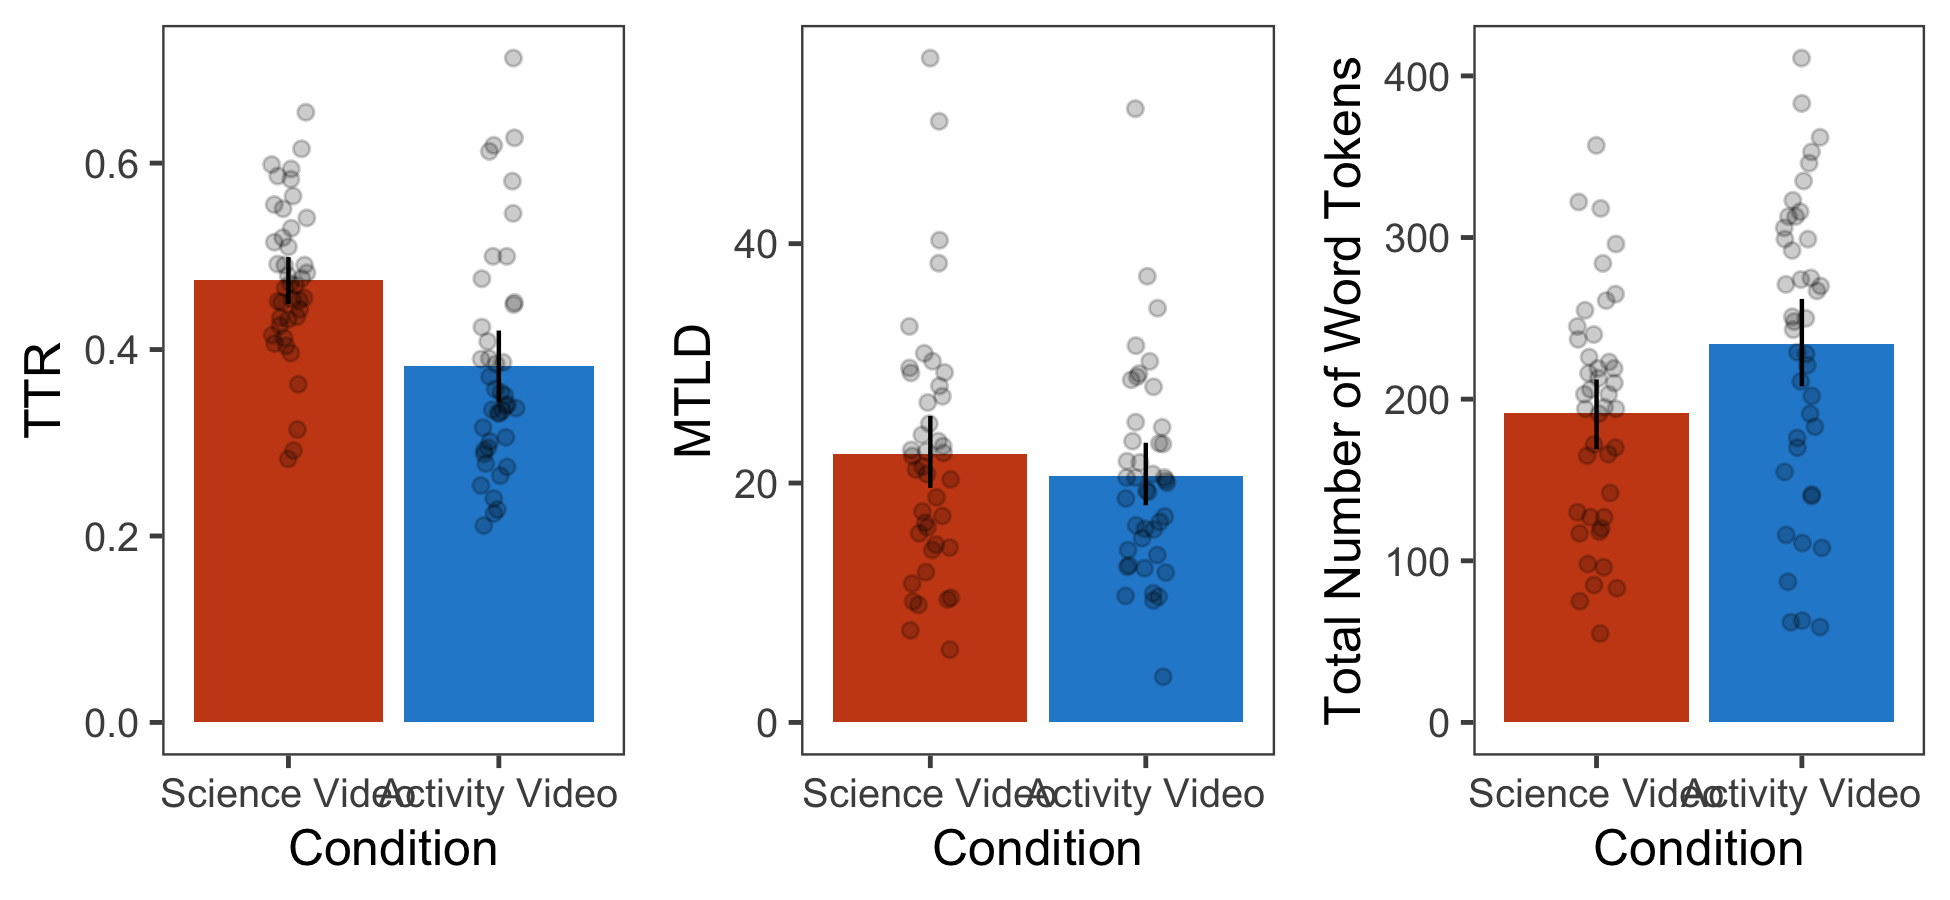 TTR
0.6
0.4
0.2
0.0
Science Video Activity Video
Condition
MTLD
40
20
0
Science Video Activity Video
Condition
Total Number of Word Tokens
400
300
200
100
0
Science Video Activity Video
Condition